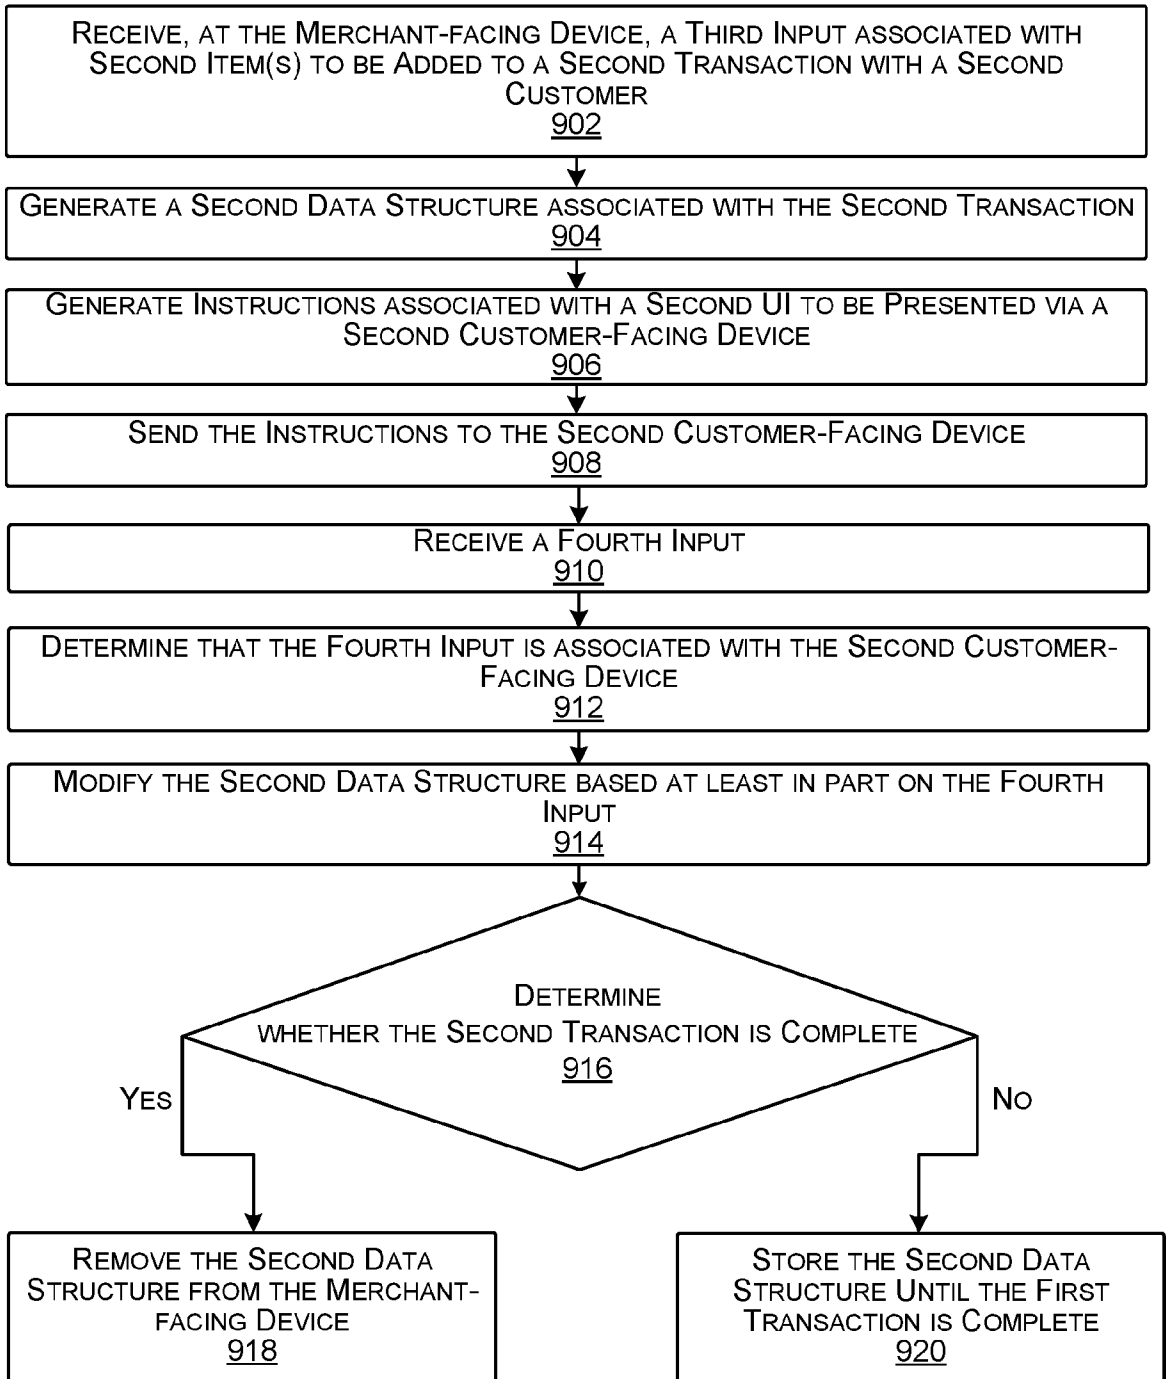 RECEIVE, AT THE MERCHANT-FACING DEVICE, A THIRD INPUT ASSOCIATED WITH
SECOND ITEM(S) TO BE ADDED TO A SECOND TRANSACTION WITH A SECOND
CUSTOMER
902
GENERATE A SECOND DATA STRUCTURE ASSOCIATED WITH THE SECOND TRANSACTION
904
GENERATE INSTRUCTIONS ASSOCIATED WITH A SECOND UI TO BE PRESENTED VIA A
SECOND CUSTOMER-FACING DEVICE
906
SEND THE INSTRUCTIONS TO THE SECOND CUSTOMER-FACING DEVICE
908
RECEIVE A FOURTH INPUT
910
DETERMINE THAT THE FOURTH INPUT IS ASSOCIATED WITH THE SECOND CUSTOMER-
FACING DEVICE
912
MODIFY THE SECOND DATA STRUCTURE BASED AT LEAST IN PART ON THE FOURTH
INPUT
914
DETERMINE
WHETHER THE SECOND TRANSACTION IS COMPLETE
916
YES
NO
REMOVE THE SECOND DATA
STRUCTURE FROM THE MERCHANT-
FACING DEVICE
918
STORE THE SECOND DATA
STRUCTURE UNTIL THE FIRST
TRANSACTION IS COMPLETE
920